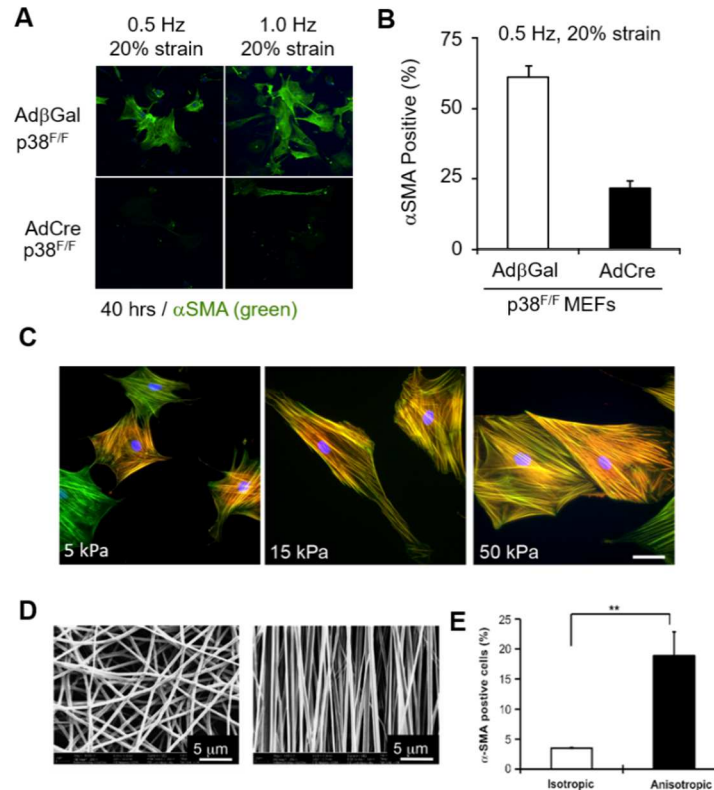 A
0.5 Hz
20% strain
1.0 Hz
20% strain
AdβGal
p38F/F
AdCre
p38F/F
40 hrs / αSMA (green)
B
0.5 Hz, 20% strain
αSMA Positive (%)
75
50
25
0
AdβGal
AdCre
p38F/F MEFs
C
5 kPa
15 kPa
50 kPa
D
5 μm
5 μm
E
**
α-SMA postive cells (%)
25
20
15
10
5
0
Isotropic
Anisotropic